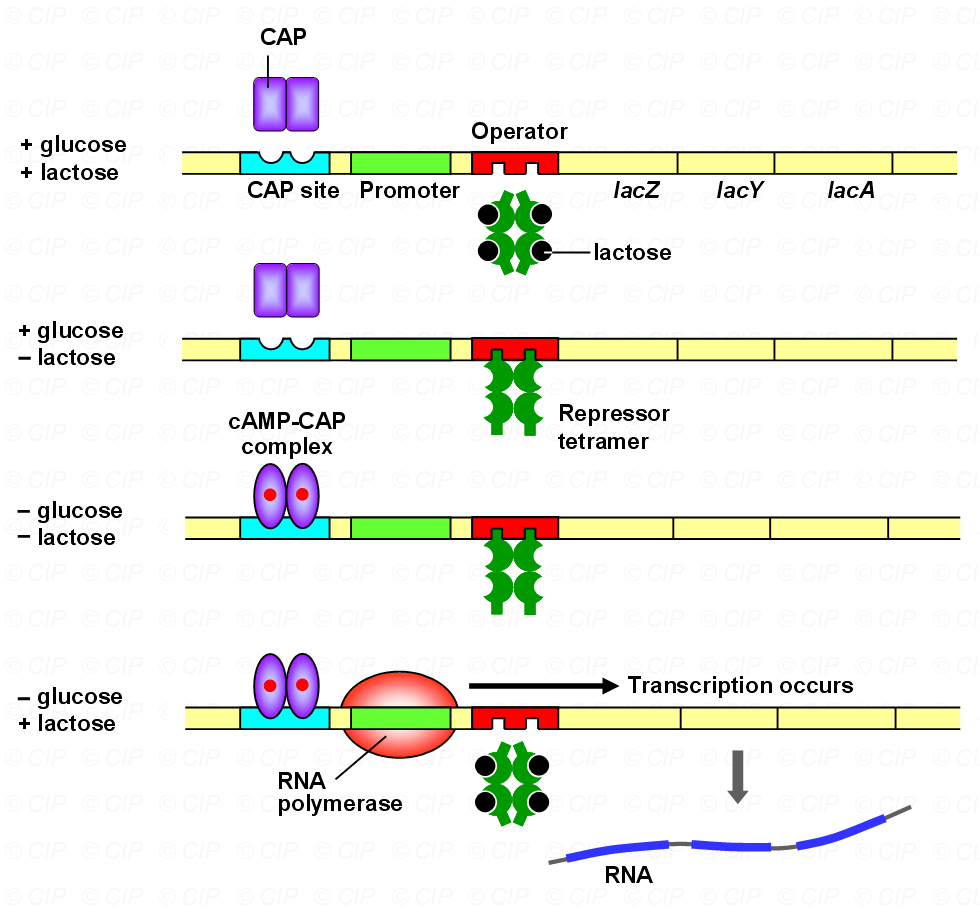 CAP
Operator
+ glucose
+ lactose
CAP site
Promoter
lacZ
lacY
lacA
lactose
+ glucose
– lactose
Repressor
tetramer
cAMP-CAP
complex
– glucose
– lactose
– glucose
+ lactose
Transcription occurs
RNA
polymerase
RNA
© CIP